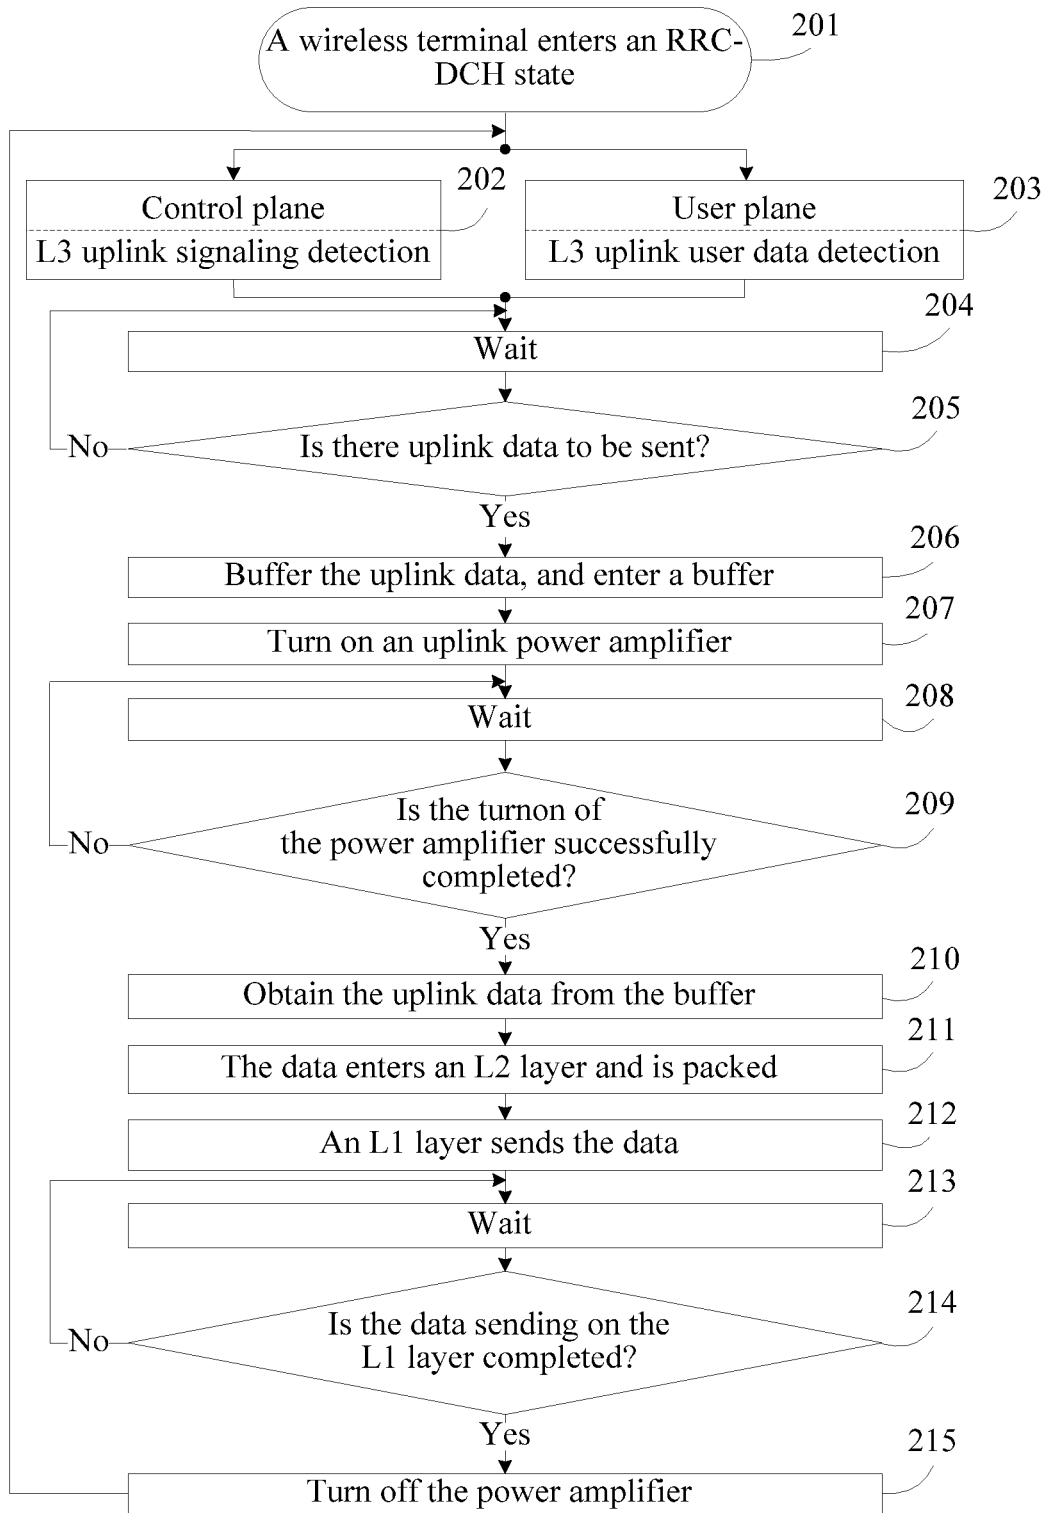 A wireless terminal enters an RRC-
DCH state
201
Control plane
L3 uplink signaling detection
202
User plane
L3 uplink user data detection
203
Wait
204
Is there uplink data to be sent?
205
No
Yes
Buffer the uplink data, and enter a buffer
206
Turn on an uplink power amplifier
207
Wait
208
Is the turnon of
the power amplifier successfully
completed?
209
No
Yes
Obtain the uplink data from the buffer
210
The data enters an L2 layer and is packed
211
An L1 layer sends the data
212
Wait
213
Is the data sending on the
L1 layer completed?
214
No
Yes
Turn off the power amplifier
215